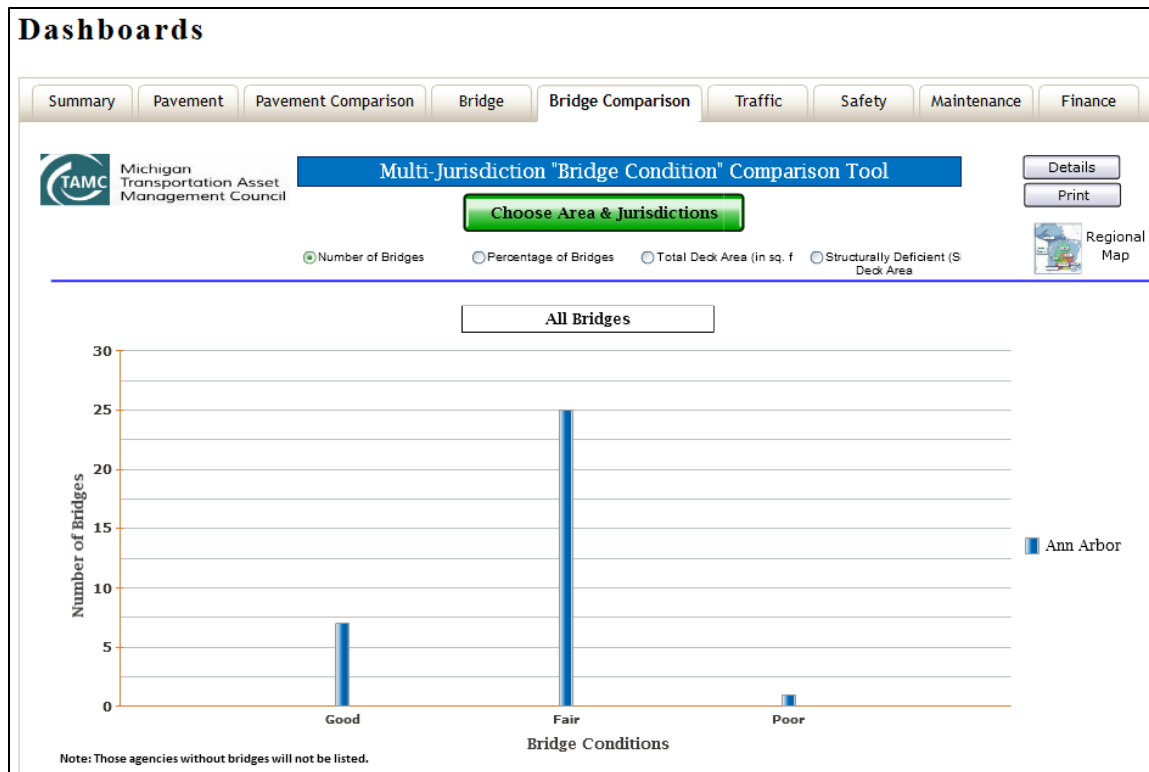 Dashboards
Summary Pavement Pavement Comparison Bridge Bridge Comparison Traffic Safety Maintenance Finance
TAMC
Michigan
Transportation Asset
Management Council
Multi-Jurisdiction "Bridge Condition" Comparison Tool
Choose Area & Jurisdictions
Details
Print
Number of Bridges Percentage of Bridges Total Deck Area (in sq. f Structurally Deficient (S
Deck Area
Regional
Map
All Bridges
30
25
20
15
10
5
0
Number of Bridges
Good Fair Poor
Bridge Conditions
Ann Arbor
Note: Those agencies without bridges will not be listed.